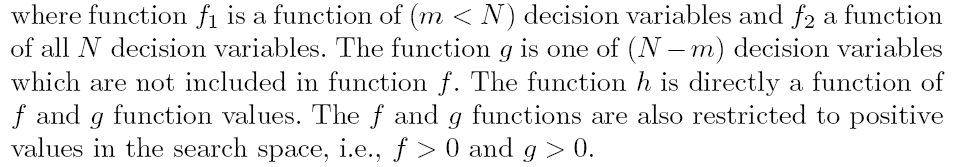 where function f₁ is a function of (m < N) decision variables and f₂ a function
of all N decision variables. The function g is one of (N − m) decision variables
which are not included in function f. The function h is directly a function of
f and g function values. The f and g functions are also restricted to positive
values in the search space, i.e., f > 0 and g > 0.